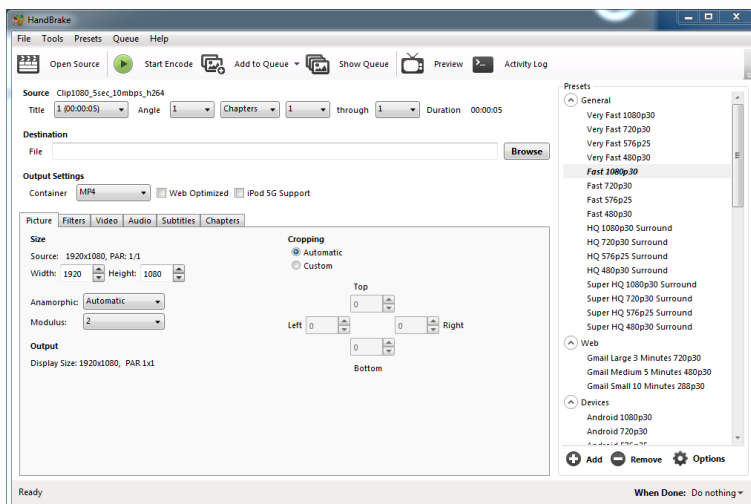 HandBrake
File Tools Presets Queue Help
Open Source Start Encode Add to Queue Show Queue Preview Activity Log
Source Clip1080_5sec_10mbps_h264
Title 1 (00:00:05) Angle 1 Chapters 1 through 1 Duration 00:00:05
Destination
File Browse
Output Settings
Container MP4 Web Optimized iPod 5G Support
Picture Filters Video Audio Subtitles Chapters
Size
Source: 1920x1080, PAR: 1/1
Width: 1920 Height: 1080
Anamorphic: Automatic
Modulus: 2
Output
Display Size: 1920x1080, PAR 1x1
Cropping
Automatic
Custom
Top
0
Left 0 0 Right
0
Bottom
Presets
General
Very Fast 1080p30
Very Fast 720p30
Very Fast 576p25
Very Fast 480p30
Fast 1080p30
Fast 720p30
Fast 576p25
Fast 480p30
HQ 1080p30 Surround
HQ 720p30 Surround
HQ 576p25 Surround
HQ 480p30 Surround
Super HQ 1080p30 Surround
Super HQ 720p30 Surround
Super HQ 576p25 Surround
Super HQ 480p30 Surround
Web
Gmail Large 3 Minutes 720p30
Gmail Medium 5 Minutes 480p30
Gmail Small 10 Minutes 288p30
Devices
Android 1080p30
Android 720p30
Android 576p25
Add Remove Options
Ready When Done: Do nothing